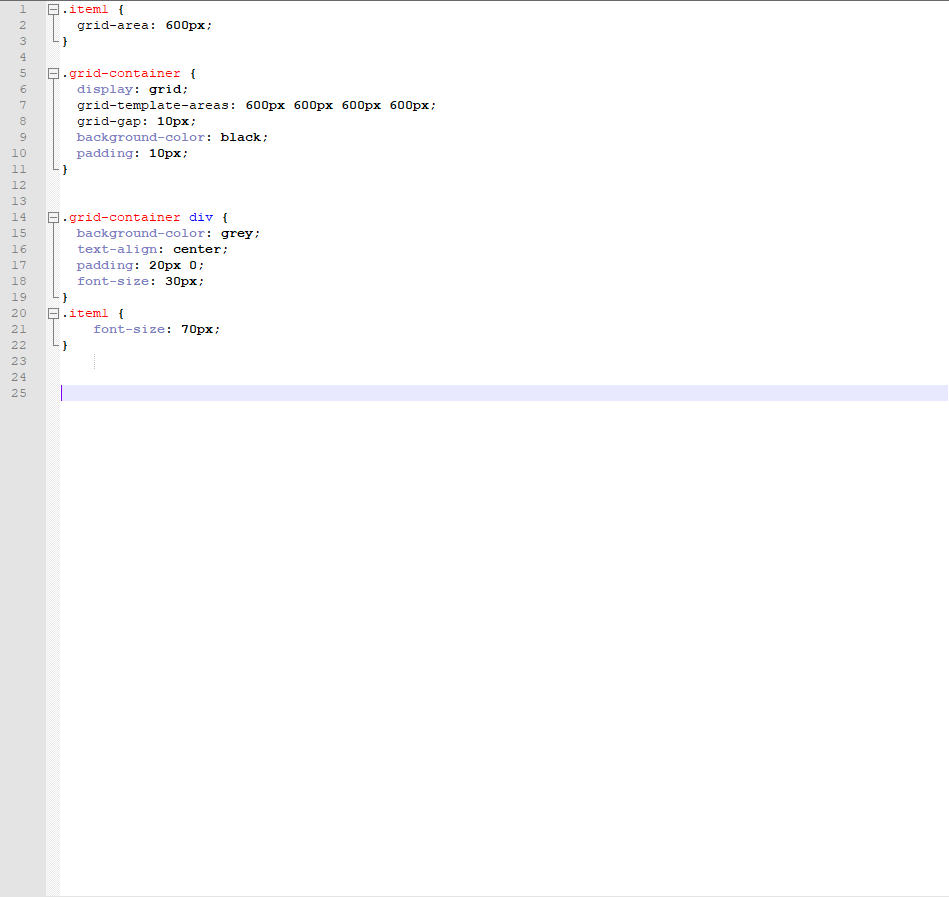 1 .item1 {
2 grid-area: 600px;
3 }
4
5 .grid-container {
6 display: grid;
7 grid-template-areas: 600px 600px 600px 600px;
8 grid-gap: 10px;
9 background-color: black;
10 padding: 10px;
11 }
12
13
14 .grid-container div {
15 background-color: grey;
16 text-align: center;
17 padding: 20px 0;
18 font-size: 30px;
19 }
20 .item1 {
21 font-size: 70px;
22 }
23
24
25